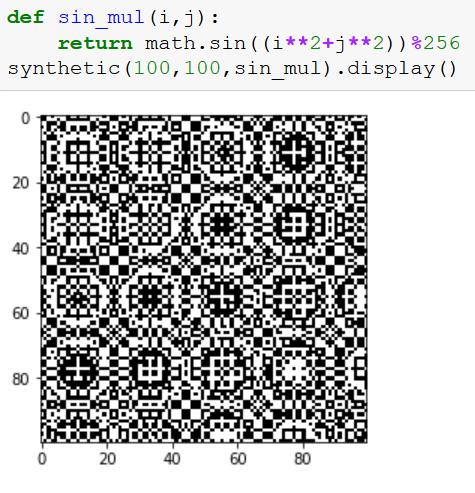 def sin_mul(i,j):
    return math.sin((i**2+j**2))%256
synthetic(100,100,sin_mul).display()
0
20
40
60
80
0 20 40 60 80